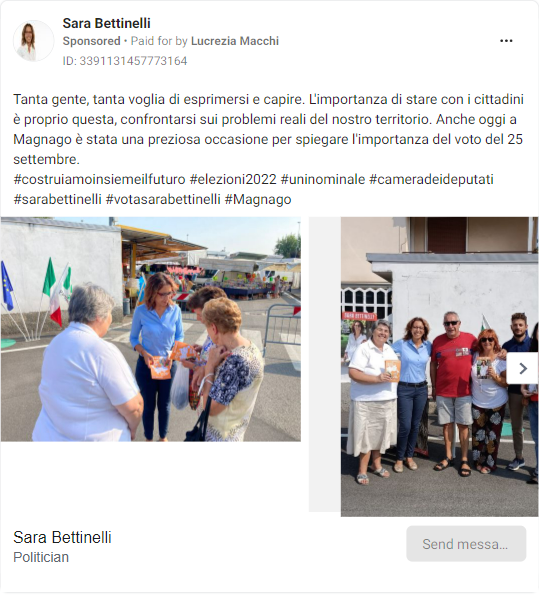 Sara Bettinelli
Sponsored • Paid for by Lucrezia Macchi
ID: 3391131457773164
Tanta gente, tanta voglia di esprimersi e capire. L'importanza di stare con i cittadini
è proprio questa, confrontarsi sui problemi reali del nostro territorio. Anche oggi a
Magnago è stata una preziosa occasione per spiegare l'importanza del voto del 25
settembre.
#costruiamoinsiemeilfuturo #elezioni2022 #uninominale #cameradeideputati
#sarabettinelli #votasarabettinelli #Magnago
SARA BETTINELLI
Sara Bettinelli
Politician
Send messa...